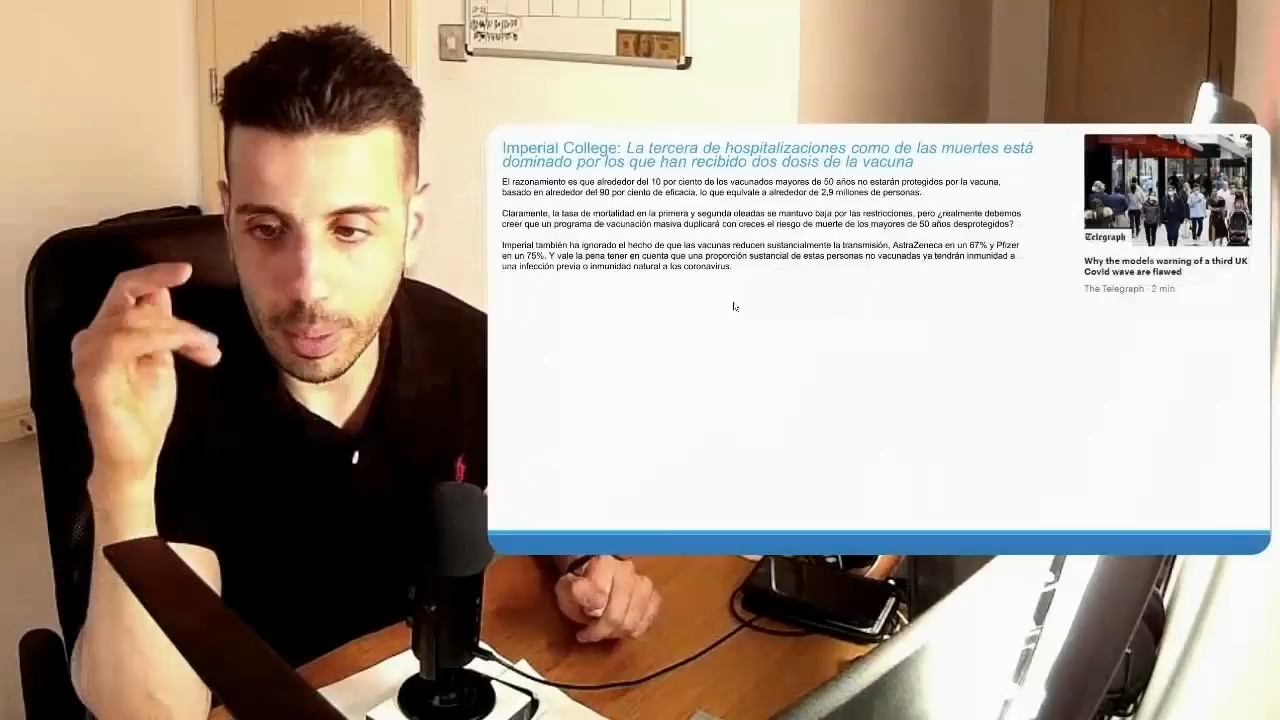 Imperial College: La tercera de hospitalizaciones como de las muertes está
dominado por los que han recibido dos dosis de la vacuna
El razonamiento es que alrededor del 10 por ciento de los vacunados mayores de 50 años no estarán protegidos por la vacuna,
basado en alrededor del 90 por ciento de eficacia, lo que equivale a alrededor de 2,9 millones de personas.
Claramente, la tasa de mortalidad en la primera y segunda oleadas se mantuvo baja por las restricciones, pero ¿realmente debemos
creer que un programa de vacunación masiva duplicará con creces el riesgo de muerte de los mayores de 50 años desprotegidos?
Imperial también ha ignorado el hecho de que las vacunas reducen sustancialmente la transmisión, AstraZeneca en un 67% y Pfizer
en un 75%. Y vale la pena tener en cuenta que una proporción sustancial de estas personas no vacunadas ya tendrán inmunidad a
una infección previa o inmunidad natural a los coronavirus.
Telegraph
Why the models warning of a third UK
Covid wave are flawed
The Telegraph · 2 min